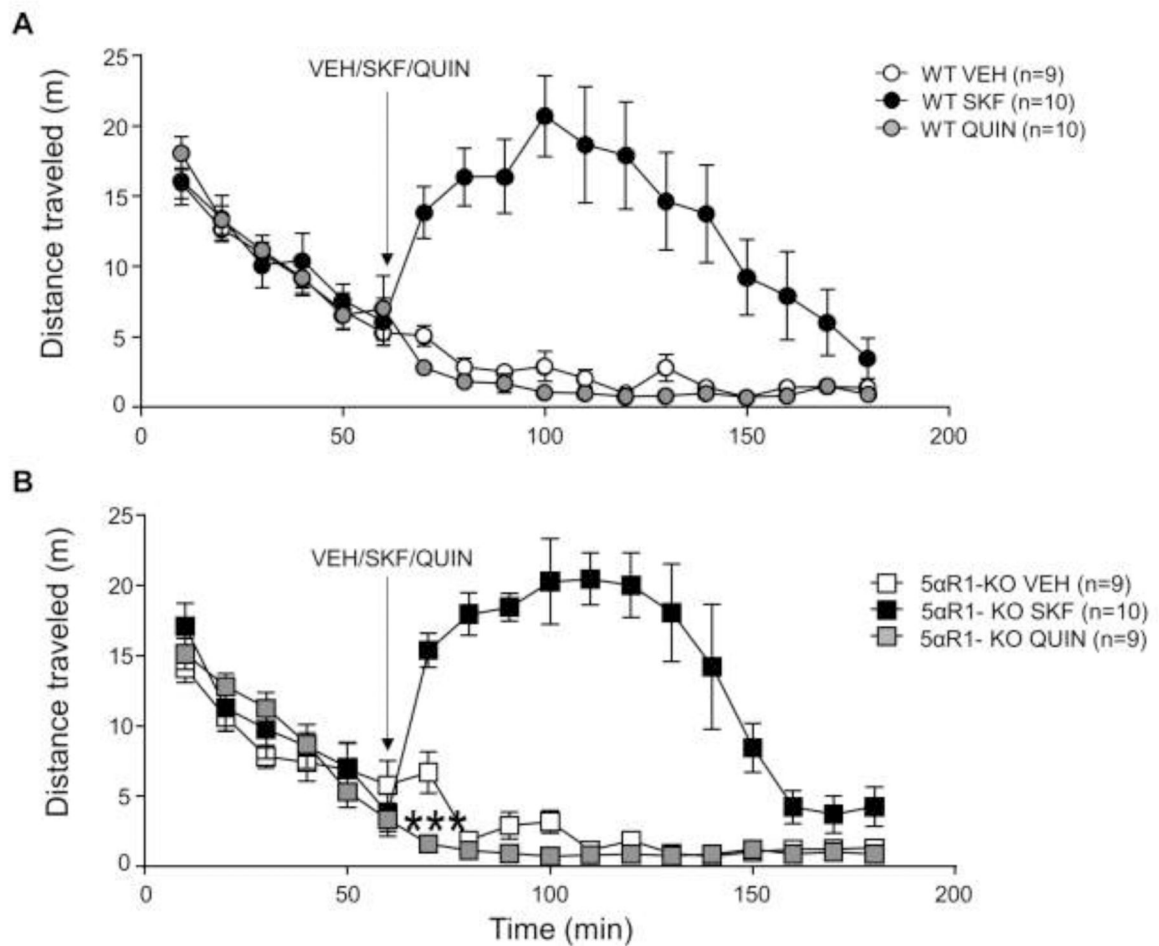 A
Distance traveled (m)
25
20
15
10
5
0
VEH/SKF/QUIN
WT VEH (n=9)
WT SKF (n=10)
WT QUIN (n=10)
0 50 100 150 200
B
Distance traveled (m)
25
20
15
10
5
0
VEH/SKF/QUIN
***
5αR1-KO VEH (n=9)
5αR1- KO SKF (n=10)
5αR1- KO QUIN (n=9)
0 50 100 150 200
Time (min)